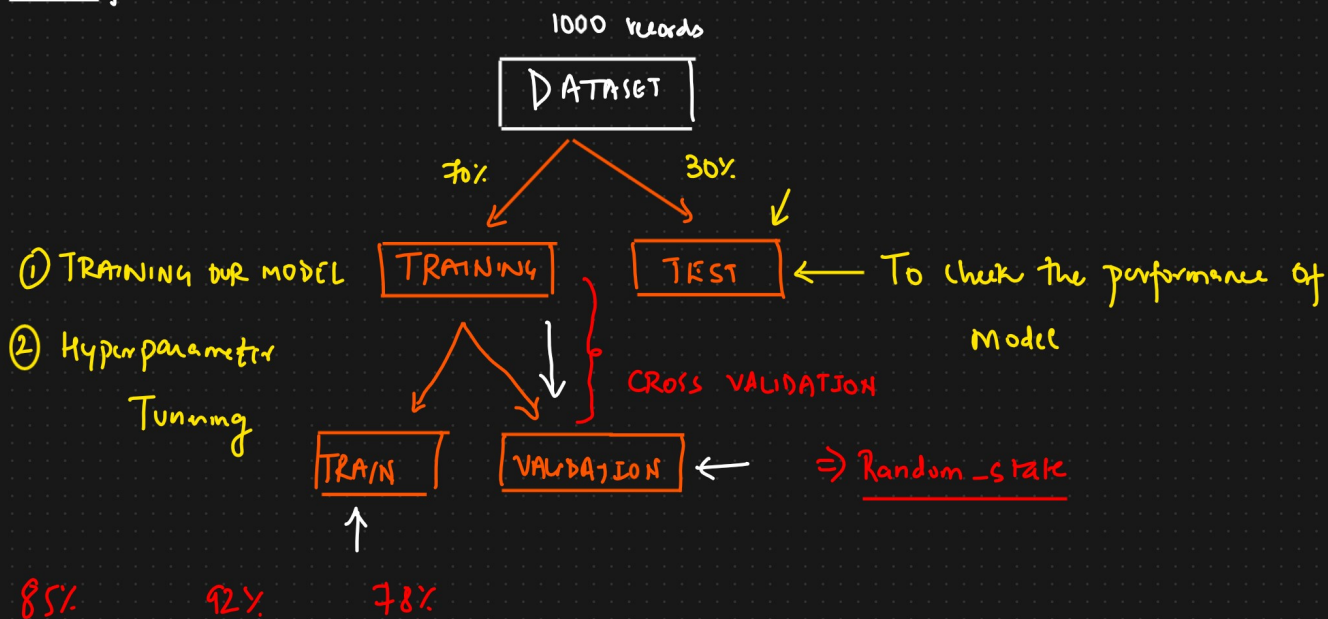 1000 records
DATASET
70%
30%
① TRAINING OUR MODEL
TRAINING
TEST
← To check the performance of
Model
② Hyperparameter
Tunning
CROSS VALIDATION
TRAIN
VALIDATION
⇒ Random_state
85%
92%
78%